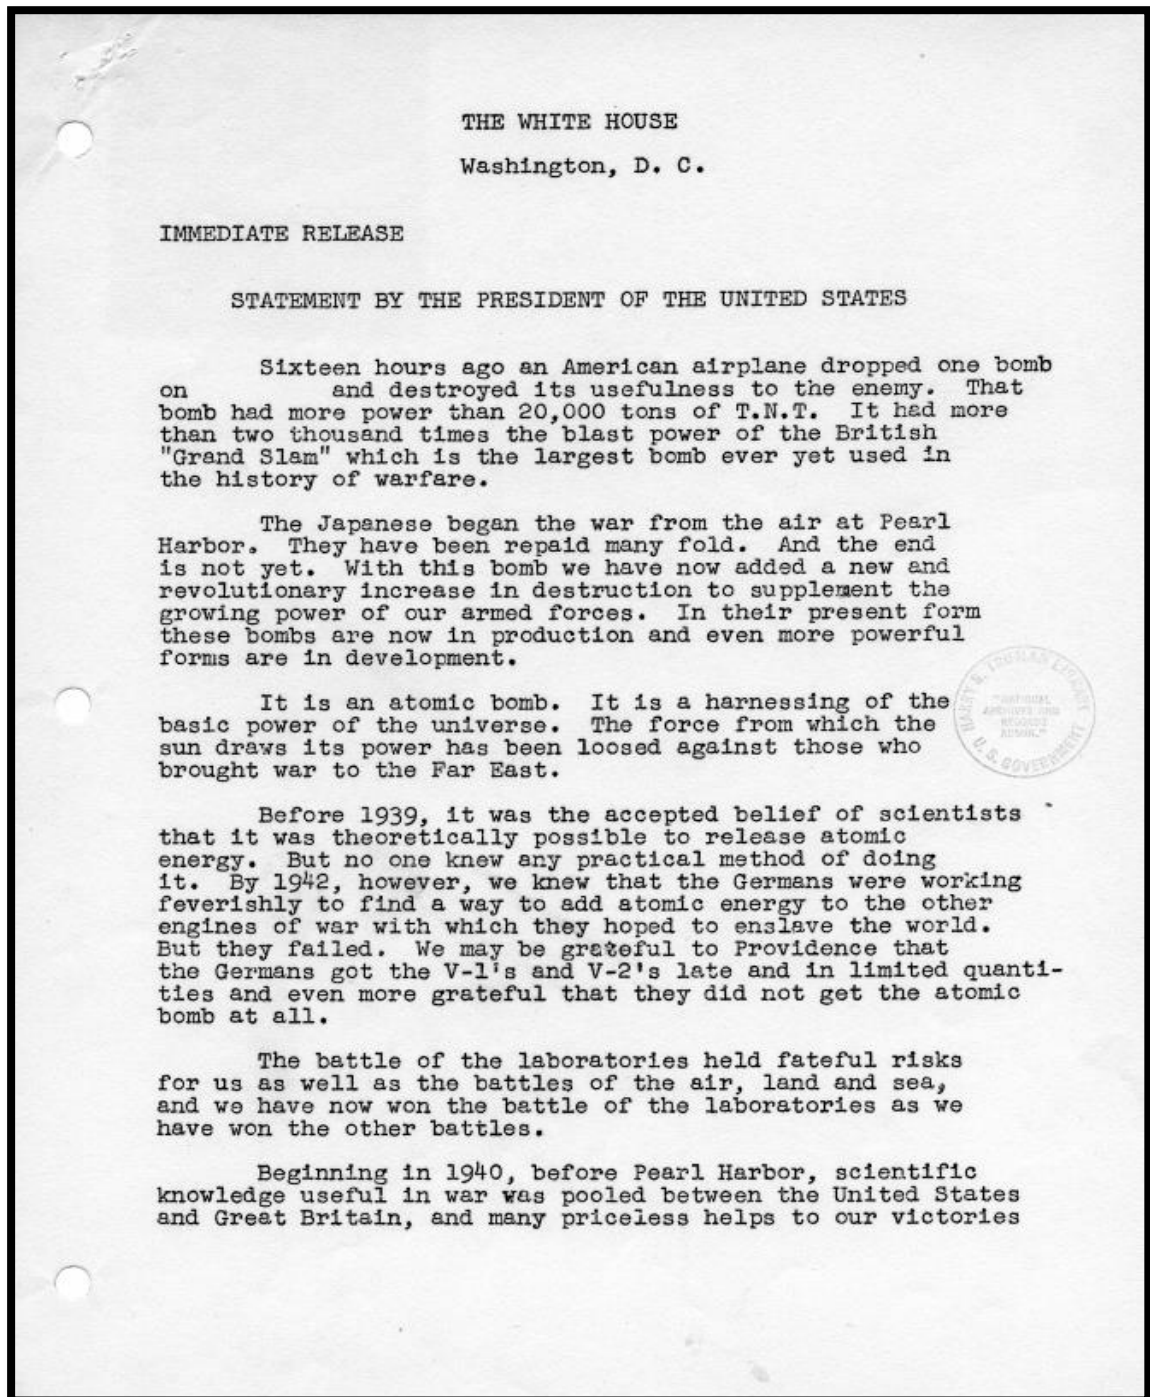 THE WHITE HOUSE
Washington, D. C.
IMMEDIATE RELEASE
STATEMENT BY THE PRESIDENT OF THE UNITED STATES
Sixteen hours ago an American airplane dropped one bomb
on and destroyed its usefulness to the enemy. That
bomb had more power than 20,000 tons of T.N.T. It had more
than two thousand times the blast power of the British
"Grand Slam" which is the largest bomb ever yet used in
the history of warfare.
The Japanese began the war from the air at Pearl
Harbor. They have been repaid many fold. And the end
is not yet. With this bomb we have now added a new and
revolutionary increase in destruction to supplement the
growing power of our armed forces. In their present form
these bombs are now in production and even more powerful
forms are in development.
It is an atomic bomb. It is a harnessing of the
basic power of the universe. The force from which the
sun draws its power has been loosed against those who
brought war to the Far East.
HARRY S. TRUMAN LIBRARY
"NATIONAL
ARCHIVES AND
RECORDS
ADMIN."
U. S. GOVERNMENT
Before 1939, it was the accepted belief of scientists
that it was theoretically possible to release atomic
energy. But no one knew any practical method of doing
it. By 1942, however, we knew that the Germans were working
feverishly to find a way to add atomic energy to the other
engines of war with which they hoped to enslave the world.
But they failed. We may be grateful to Providence that
the Germans got the V-1's and V-2's late and in limited quanti-
ties and even more grateful that they did not get the atomic
bomb at all.
The battle of the laboratories held fateful risks
for us as well as the battles of the air, land and sea,
and we have now won the battle of the laboratories as we
have won the other battles.
Beginning in 1940, before Pearl Harbor, scientific
knowledge useful in war was pooled between the United States
and Great Britain, and many priceless helps to our victories